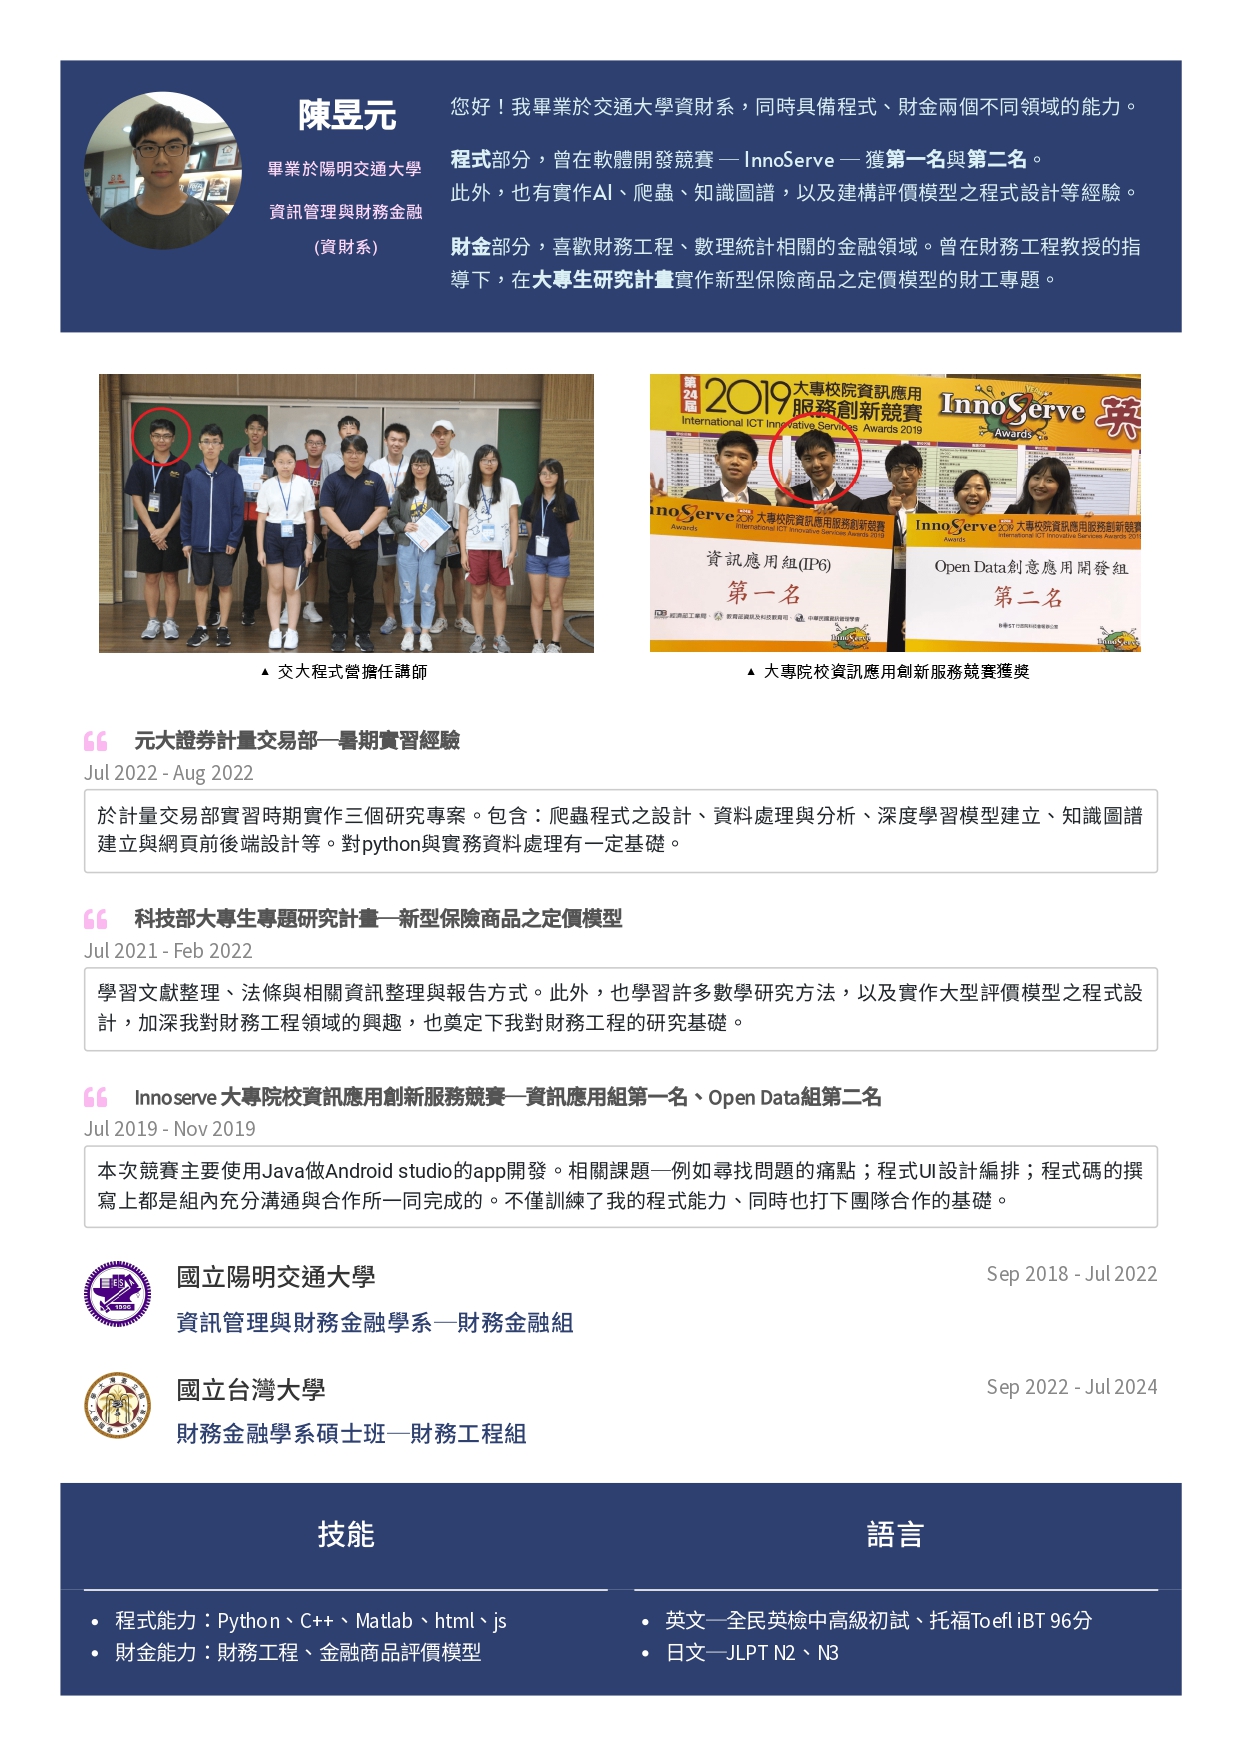 陳昱元
畢業於陽明交通大學
資訊管理與財務金融
(資財系)
您好！我畢業於交通大學資財系，同時具備程式、財金兩個不同領域的能力。
程式部分，曾在軟體開發競賽 — InnoServe — 獲第一名與第二名。
此外，也有實作AI、爬蟲、知識圖譜，以及建構評價模型之程式設計等經驗。
財金部分，喜歡財務工程、數理統計相關的金融領域。曾在財務工程教授的指
導下，在大專生研究計畫實作新型保險商品之定價模型的財工專題。
第24屆
2019
大專校院資訊應用
服務創新競賽
International ICT Innovative Services Awards 2019
InnoServe
Awards
英
InnoServe 2019 大專校院資訊應用服務創新競賽
Awards
International ICT Innovative Services Awards 2019
資訊應用組(IP6)
第一名
InnoServe 2019 大專校院資訊應用服務創新競賽
Awards
International ICT Innovative Services Awards 2019
Open Data創意應用開發組
第二名
▲ 交大程式營擔任講師
▲ 大專院校資訊應用創新服務競賽獲獎
元大證券計量交易部—暑期實習經驗
Jul 2022 - Aug 2022
於計量交易部實習時期實作三個研究專案。包含：爬蟲程式之設計、資料處理與分析、深度學習模型建立、知識圖譜
建立與網頁前後端設計等。對python與實務資料處理有一定基礎。
科技部大專生專題研究計畫—新型保險商品之定價模型
Jul 2021 - Feb 2022
學習文獻整理、法條與相關資訊整理與報告方式。此外，也學習許多數學研究方法，以及實作大型評價模型之程式設
計，加深我對財務工程領域的興趣，也奠定下我對財務工程的研究基礎。
Innoserve 大專院校資訊應用創新服務競賽—資訊應用組第一名、Open Data組第二名
Jul 2019 - Nov 2019
本次競賽主要使用Java做Android studio的app開發。相關課題—例如尋找問題的痛點；程式UI設計編排；程式碼的撰
寫上都是組內充分溝通與合作所一同完成的。不僅訓練了我的程式能力、同時也打下團隊合作的基礎。
1896
國立陽明交通大學
Sep 2018 - Jul 2022
資訊管理與財務金融學系—財務金融組
國立台灣大學
Sep 2022 - Jul 2024
財務金融學系碩士班—財務工程組
技能
• 程式能力：Python、C++、Matlab、html、js
• 財金能力：財務工程、金融商品評價模型
語言
• 英文—全民英檢中高級初試、托福Toefl iBT 96分
• 日文—JLPT N2、N3